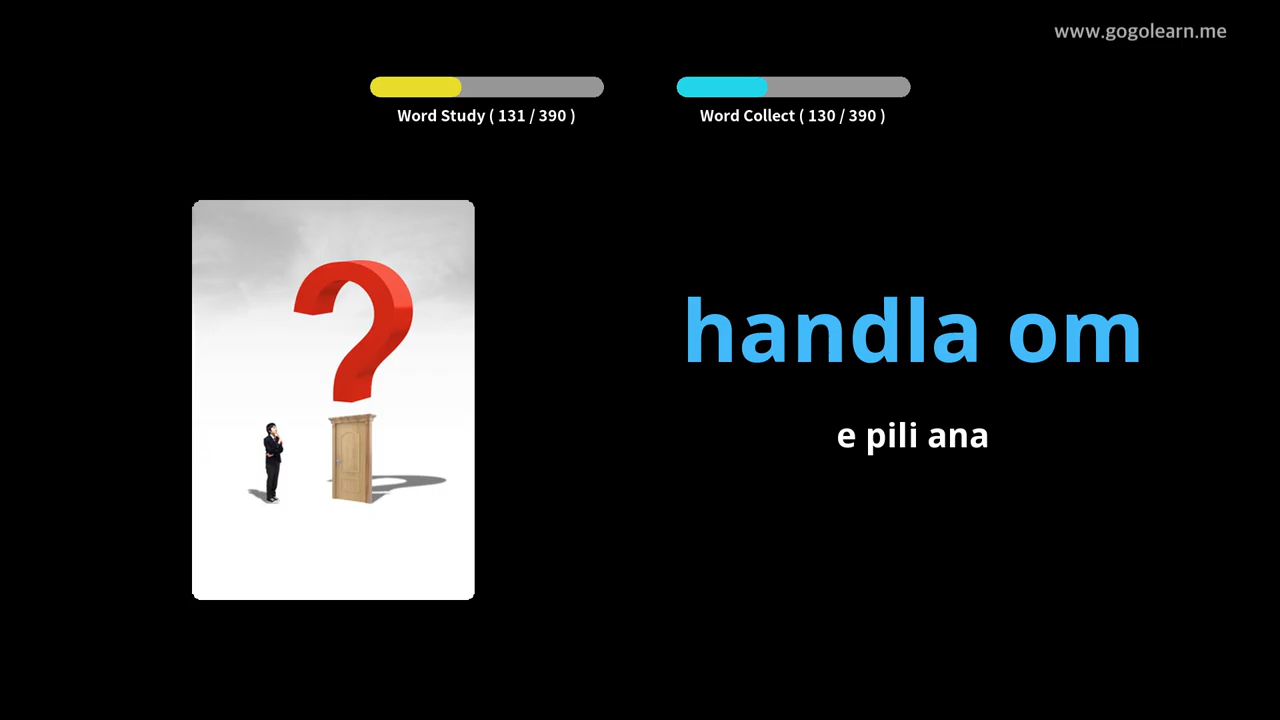 www.gogolearn.me
Word Study ( 131 / 390 )
Word Collect ( 130 / 390 )
handla om
e pili ana